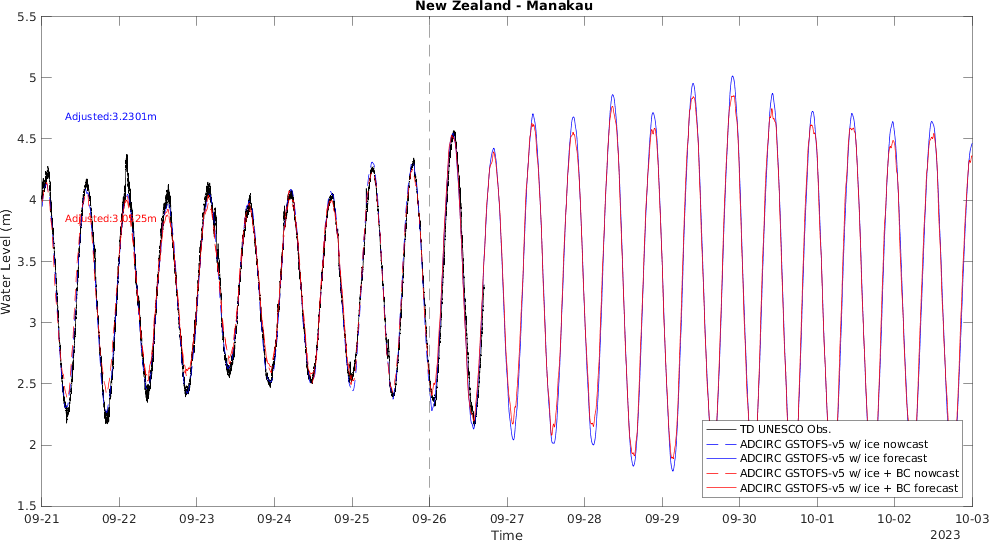 New Zealand - Manakau
5.5
5
4.5
4
3.5
3
2.5
2
1.5
Water Level (m)
Adjusted:3.2301m
Adjusted:3.0525m
TD UNESCO Obs.
ADCIRC GSTOFS-v5 w/ ice nowcast
ADCIRC GSTOFS-v5 w/ ice forecast
ADCIRC GSTOFS-v5 w/ ice + BC nowcast
ADCIRC GSTOFS-v5 w/ ice + BC forecast
09-21 09-22 09-23 09-24 09-25 09-26 09-27 09-28 09-29 09-30 10-01 10-02 10-03
Time
2023